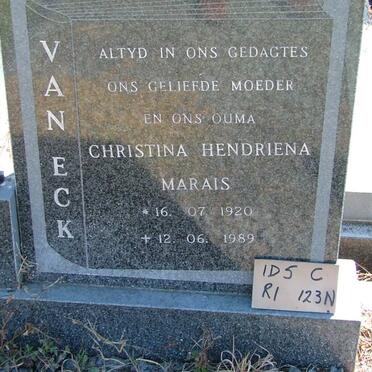 VAN ECK
ALTYD IN ONS GEDAGTES
ONS GELIEFDE MOEDER
EN ONS OUMA
CHRISTINA HENDRIENA
MARAIS
* 16. 07. 1920
+ 12. 06. 1989
1D5 C
R1 123N